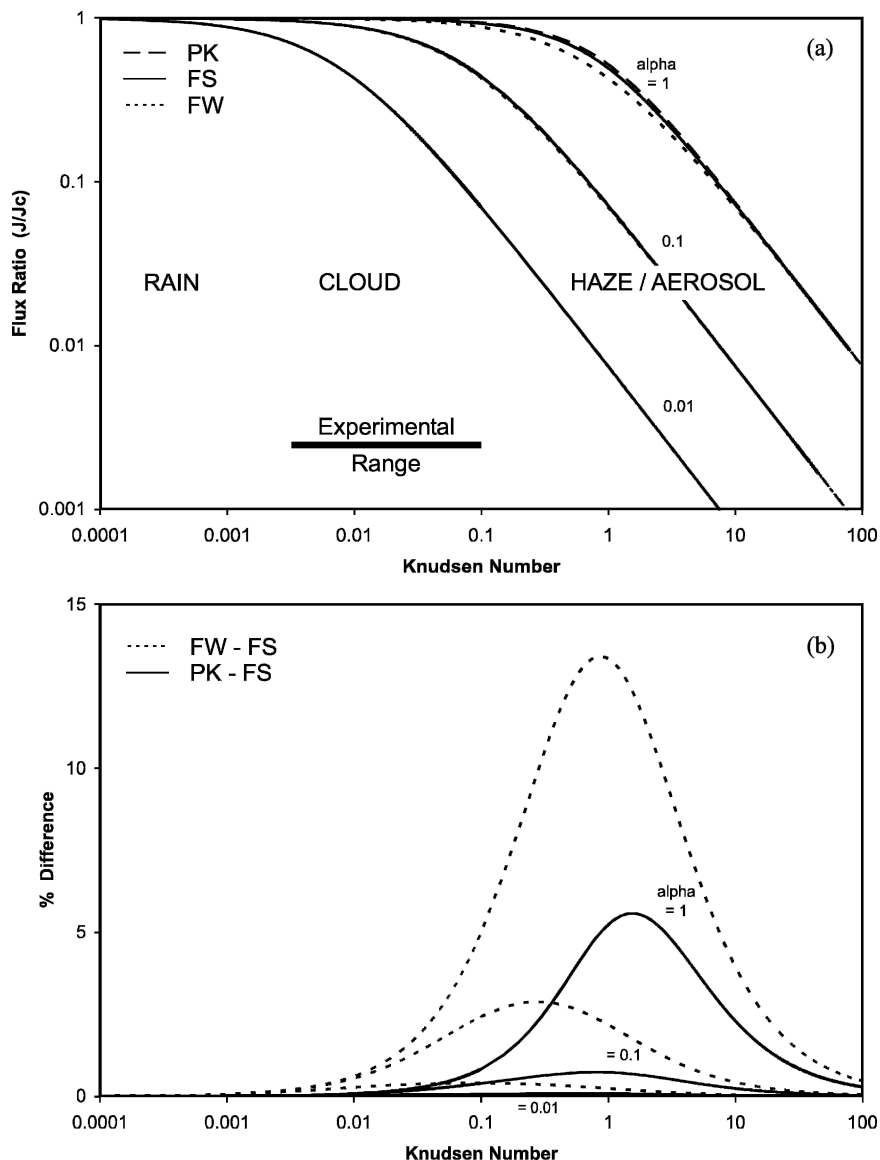 (a)
PK
FS
FW
alpha
= 1
0.1
0.01
RAIN
CLOUD
HAZE / AEROSOL
Experimental
Range
1
0.1
0.01
0.001
Flux Ratio (J/Jc)
0.0001
0.001
0.01
0.1
1
10
100
Knudsen Number
(b)
FW - FS
PK - FS
alpha
= 1
= 0.1
= 0.01
15
10
5
0
% Difference
0.0001
0.001
0.01
0.1
1
10
100
Knudsen Number